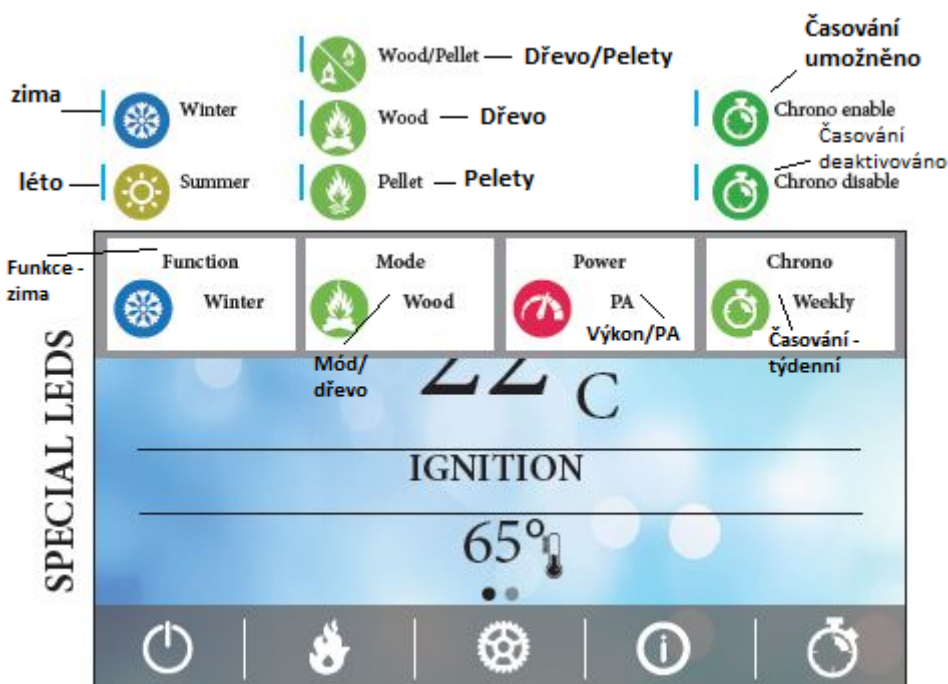 Wood/Pellet
Dřevo/Pelety
Časování
umožněno
zima
Winter
Wood
Dřevo
Chrono enable
Časování
deaktivováno
léto
Summer
Pellet
Pelety
Chrono disable
Funkce -
zima
Function
Winter
Mode
Wood
Mód/
dřevo
Power
PA
Výkon/PA
Chrono
Weekly
Časování -
týdenní
SPECIAL LEDS
22 C
IGNITION
65°